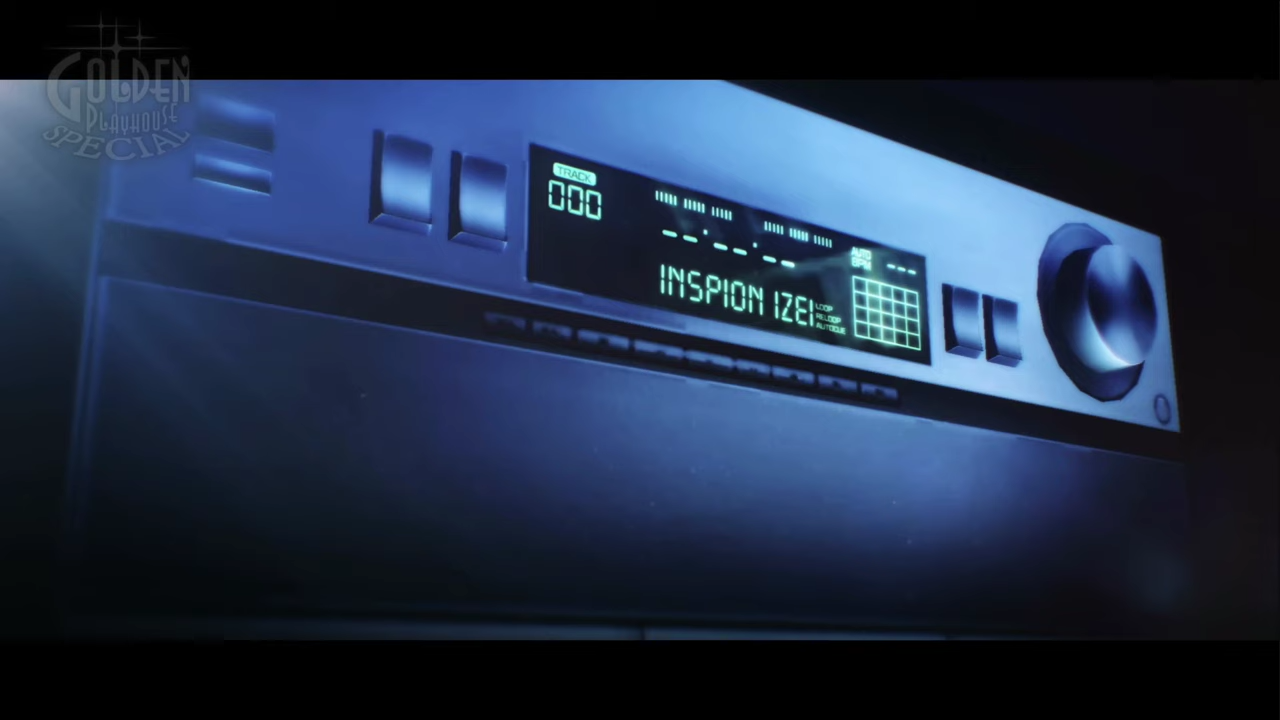 GOLDEN
PLAYHOUSE
SPECIAL
TRACK
000
AUTO
BPM
INSPION IZEI
LOOP
RELOOP
AUTOCUE